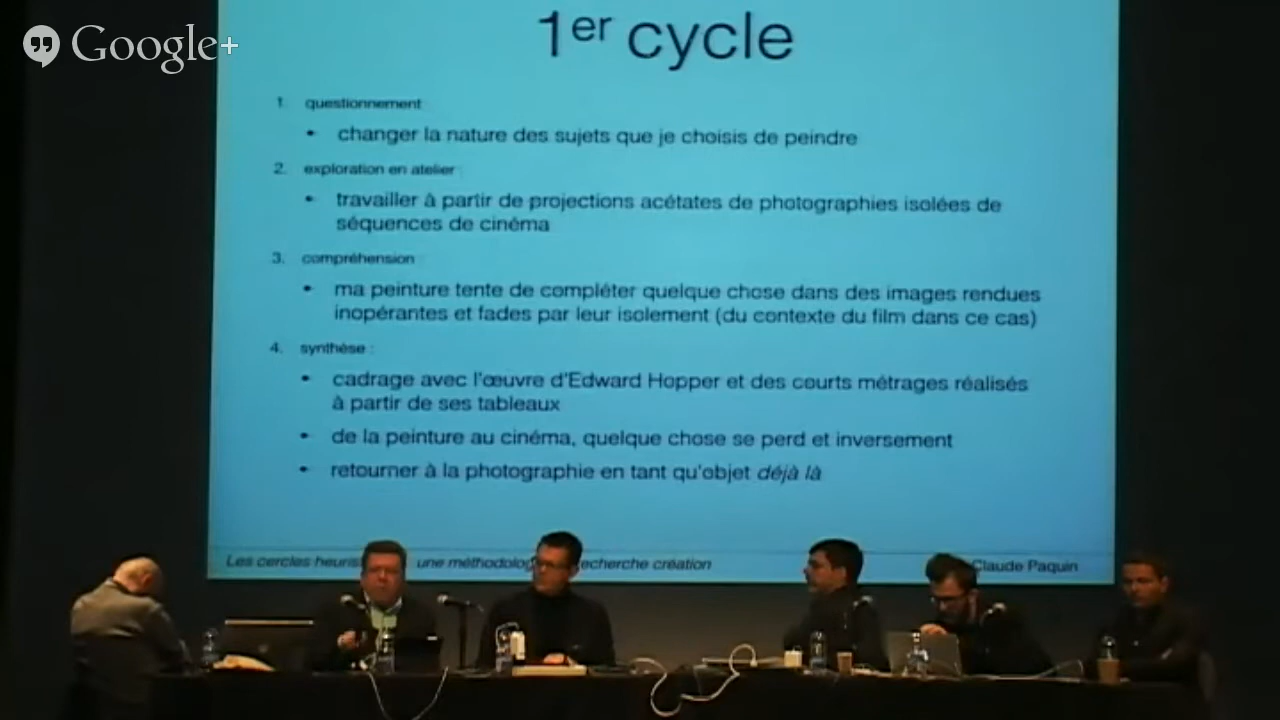 Google+
1er cycle
1. questionnement
• changer la nature des sujets que je choisis de peindre
2. exploration en atelier :
• travailler à partir de projections acétates de photographies isolées de
séquences de cinéma
3. compréhension :
• ma peinture tente de compléter quelque chose dans des images rendues
inopérantes et fades par leur isolement (du contexte du film dans ce cas)
4. synthèse :
• cadrage avec l'œuvre d'Edward Hopper et des courts métrages réalisés
à partir de ses tableaux
• de la peinture au cinéma, quelque chose se perd et inversement
• retourner à la photographie en tant qu'objet déjà là
Les cercles une création
Claude Paquin